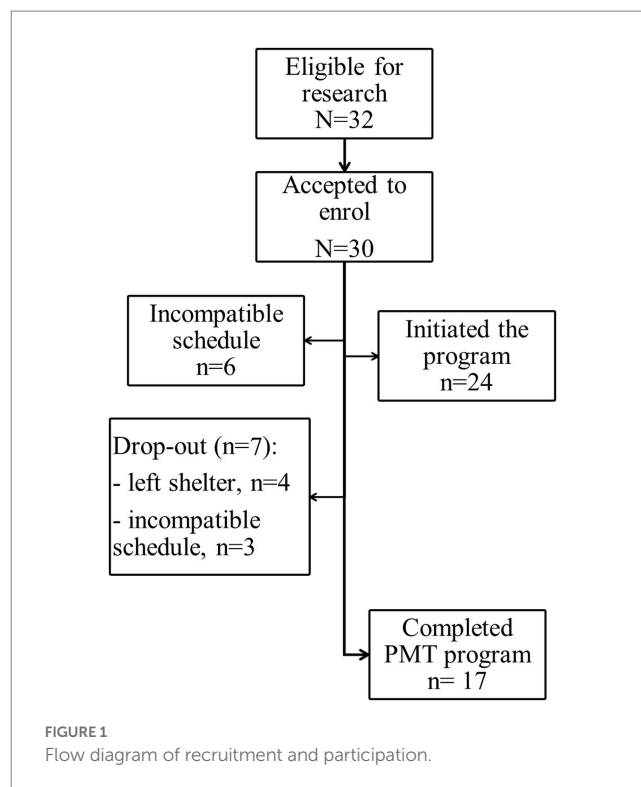 Eligible for
research
N=32
Accepted to
enrol
N=30
Incompatible
schedule
n=6
Initiated the
program
n=24
Drop-out (n=7):
- left shelter, n=4
- incompatible
schedule, n=3
Completed
PMT program
n= 17
FIGURE 1
Flow diagram of recruitment and participation.